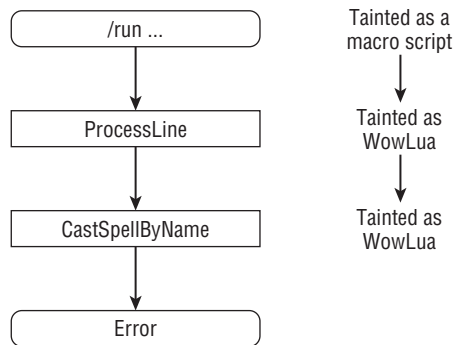 /run ...
Tainted as a
macro script
ProcessLine
Tainted as
WowLua
CastSpellByName
Tainted as
WowLua
Error